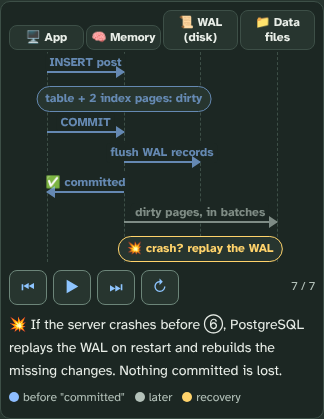 🖥️ App
🧠 Memory
📜 WAL
(disk)
📁 Data
files
INSERT post
table + 2 index pages: dirty
COMMIT
flush WAL records
✅ committed
dirty pages, in batches
💥 crash? replay the WAL
7 / 7
💥 If the server crashes before ⑥, PostgreSQL
replays the WAL on restart and rebuilds the
missing changes. Nothing committed is lost.
before "committed" later recovery